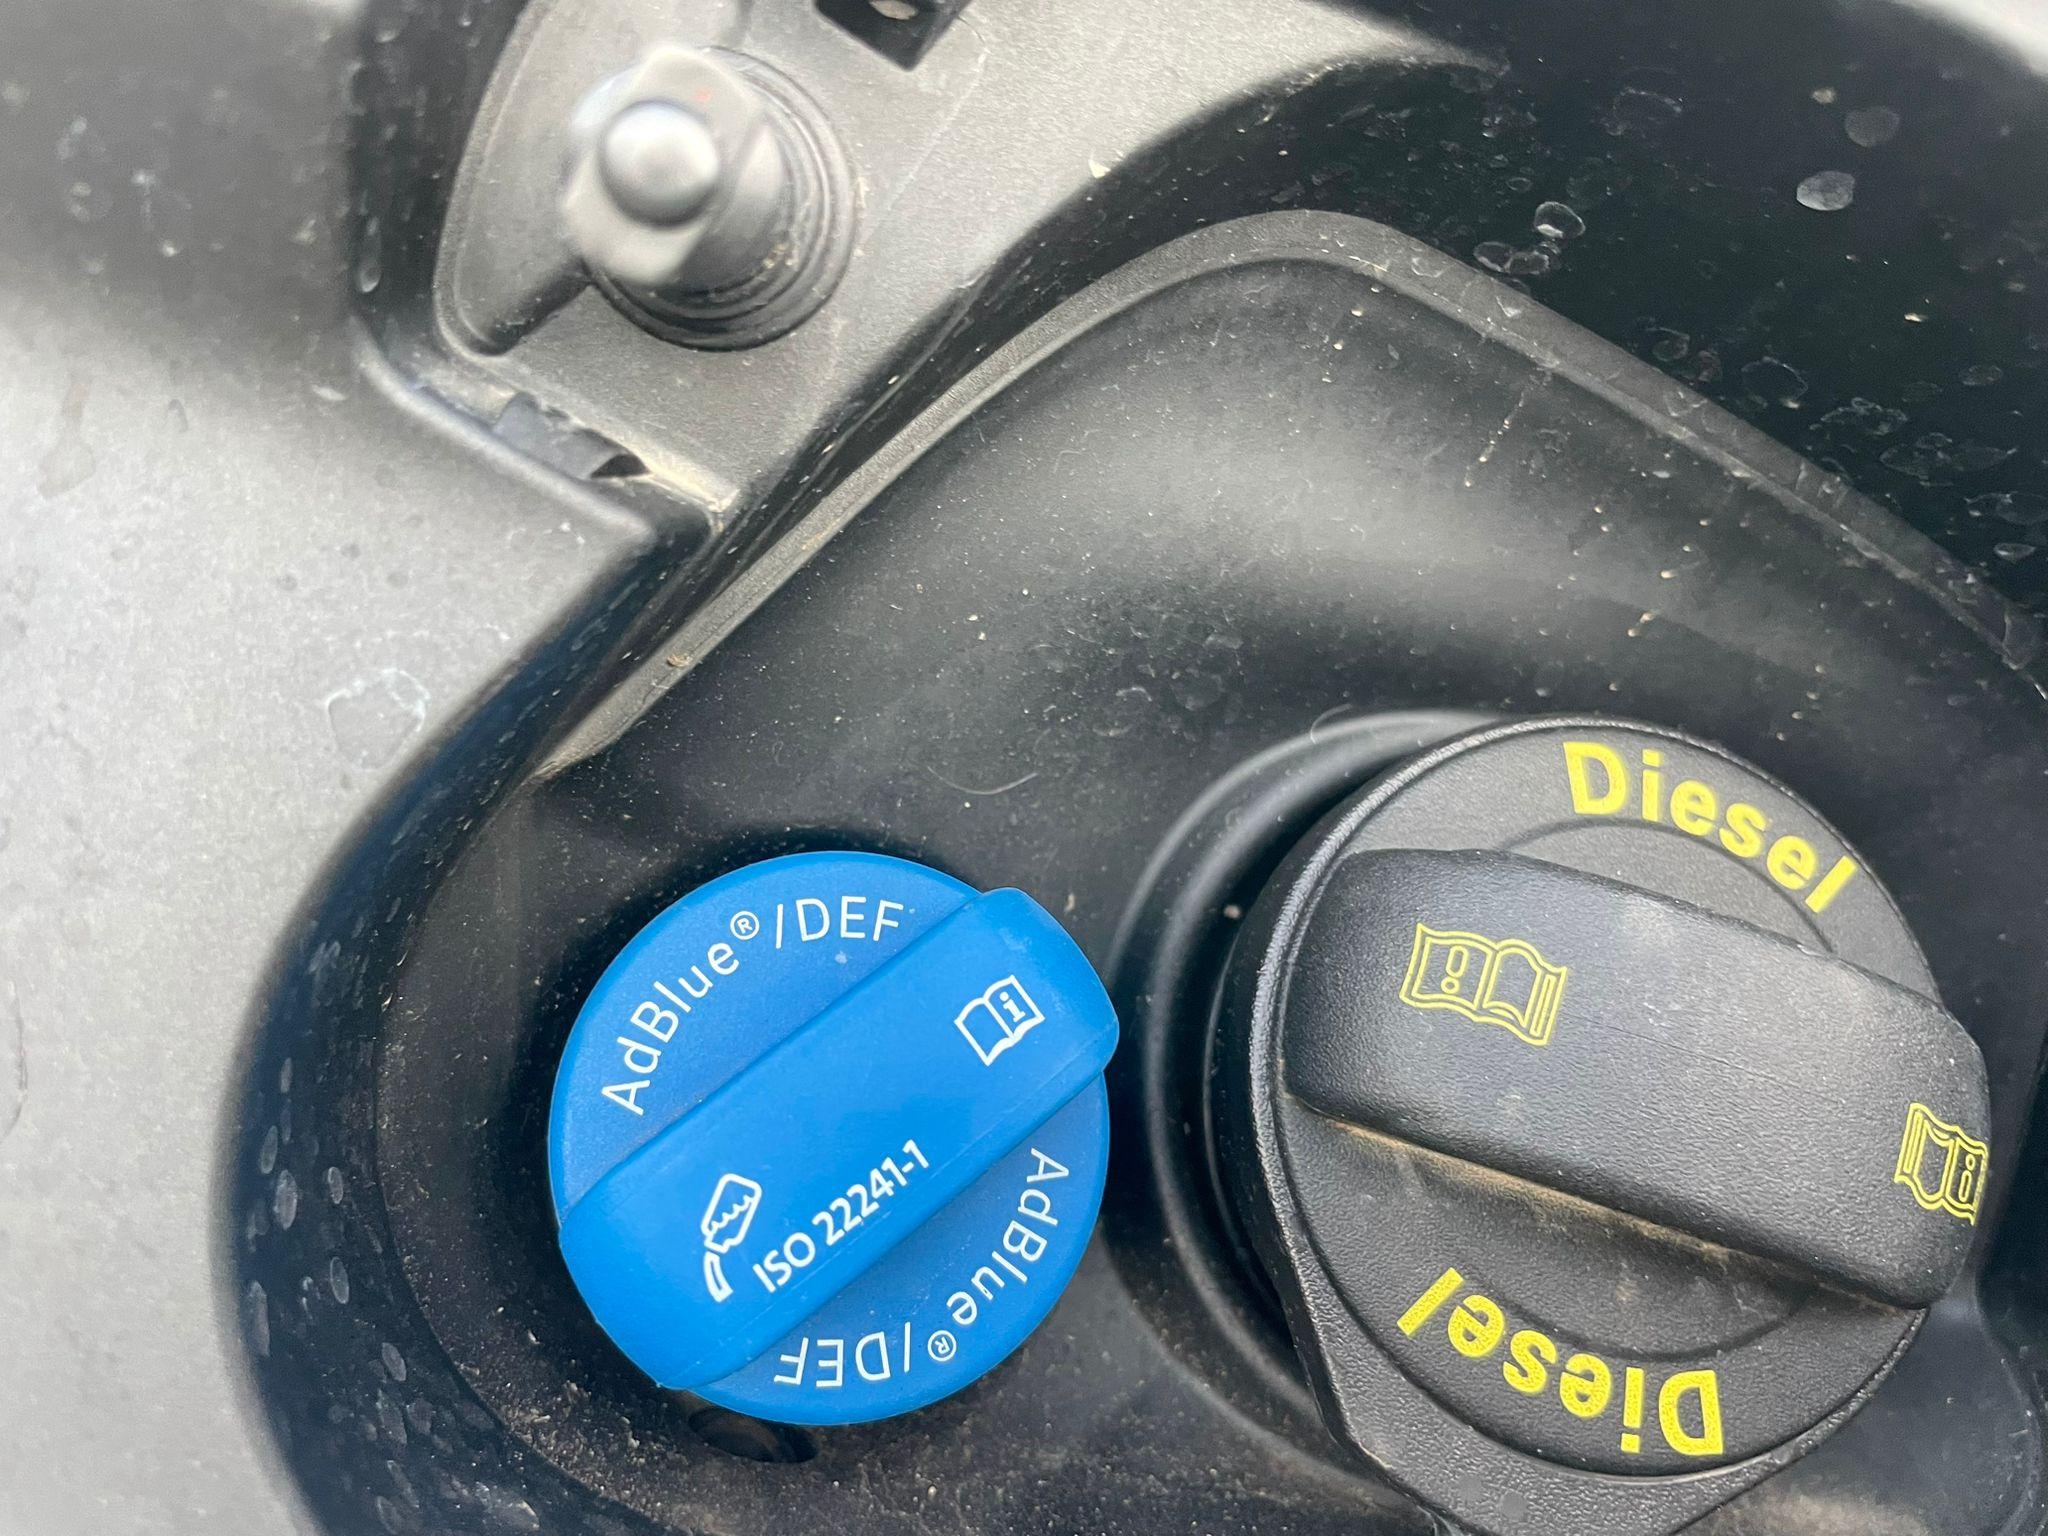 AdBlue®/DEF
ISO 22241-1
AdBlue®/DEF
Diesel
Diesel